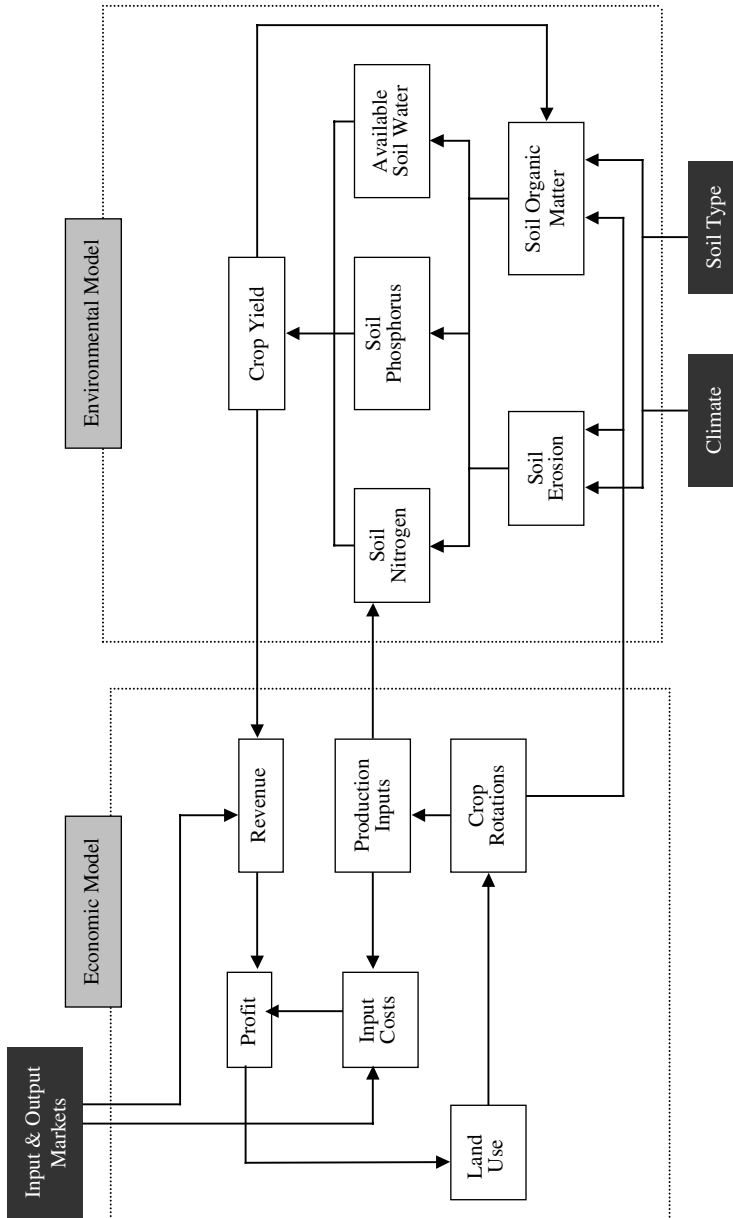 Input & Output
Markets
Economic Model
Environmental Model
Profit
Revenue
Crop Yield
Input
Costs
Production
Inputs
Soil
Nitrogen
Soil
Phosphorus
Available
Soil Water
Land
Use
Crop
Rotations
Soil
Erosion
Soil Organic
Matter
Climate
Soil Type